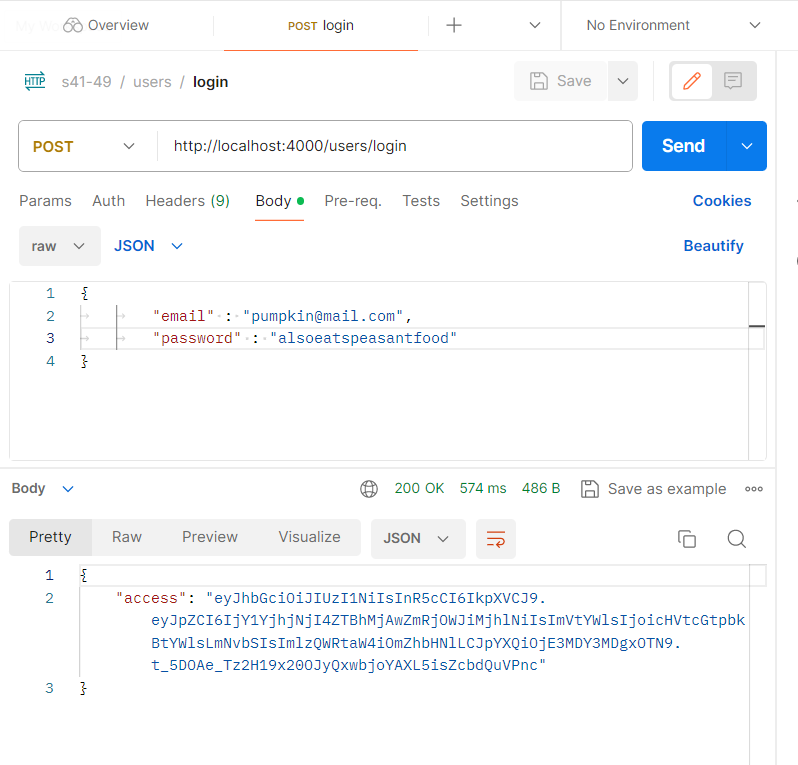 Overview
POST login
No Environment
HTTP s41-49 / users / login
Save
POST http://localhost:4000/users/login
Send
Params Auth Headers (9) Body Pre-req. Tests Settings
Cookies
raw JSON
Beautify
1 {
2 "email" : "pumpkin@mail.com",
3 "password" : "alsoeatspeasantfood"
4 }
Body
200 OK 574 ms 486 B Save as example
Pretty Raw Preview Visualize JSON
1 {
2 "access": "eyJhbGciOiJIUzI1NiIsInR5cCI6IkpXVCJ9.
eyJpZCI6IjY1YjhjNjI4ZTBhMjAwZmRjOWJiMjhlNiIsImVtYWlsIjoicHVtcGtpbk
BtYWlsLmNvbSIsImlzQWRtaW4iOmZhbHNlLCJpYXQiOjE3MDY3MDgxOTN9.
t_5DOAe_Tz2H19x20OJyQxwbjoYAXL5isZcbdQuVPnc"
3 }